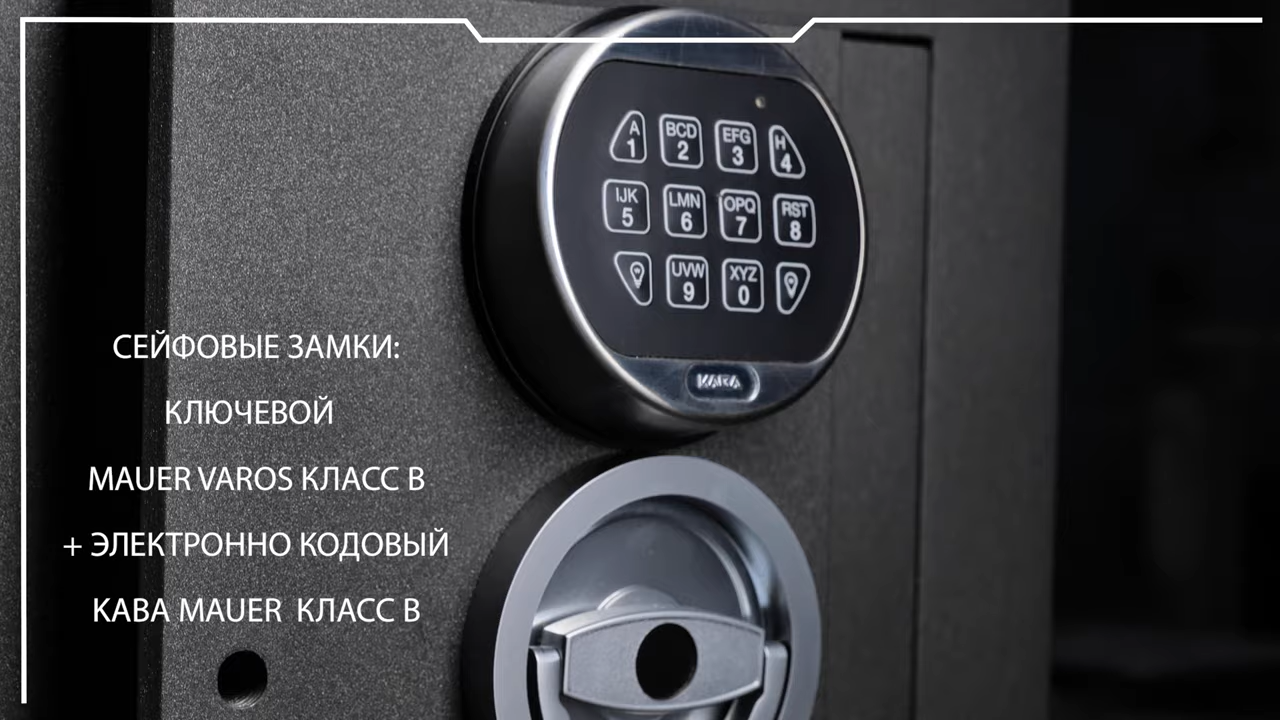 A
1
BCD
2
EFG
3
H
4
IJK
5
LMN
6
OPQ
7
RST
8
UVW
9
XYZ
0
KABA
СЕЙФОВЫЕ ЗАМКИ:
КЛЮЧЕВОЙ
MAUER VAROS КЛАСС В
+ ЭЛЕКТРОННО КОДОВЫЙ
KABA MAUER КЛАСС В